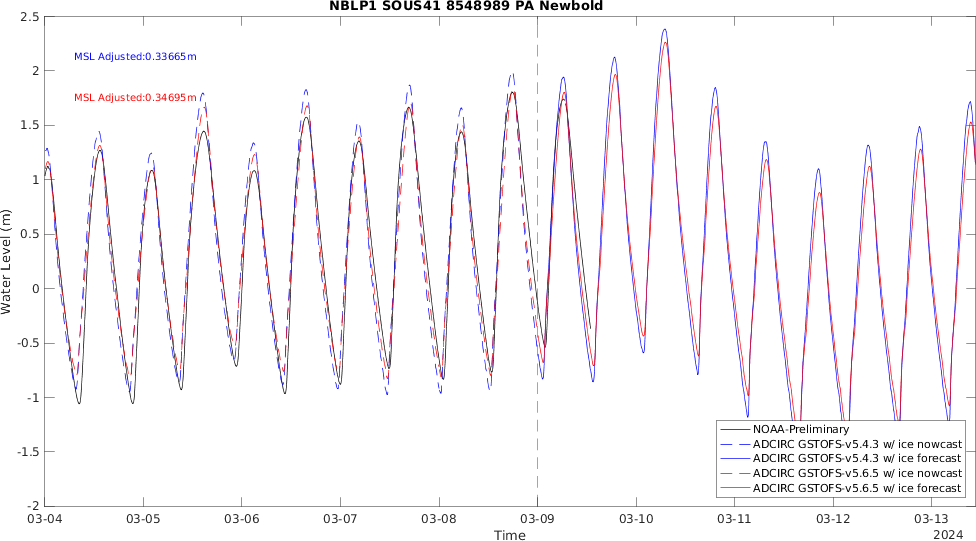 NBLP1 SOUS41 8548989 PA Newbold
MSL Adjusted:0.33665m
MSL Adjusted:0.34695m
Water Level (m)
2.5
2
1.5
1
0.5
0
-0.5
-1
-1.5
-2
NOAA-Preliminary
ADCIRC GSTOFS-v5.4.3 w/ ice nowcast
ADCIRC GSTOFS-v5.4.3 w/ ice forecast
ADCIRC GSTOFS-v5.6.5 w/ ice nowcast
ADCIRC GSTOFS-v5.6.5 w/ ice forecast
03-04 03-05 03-06 03-07 03-08 03-09 03-10 03-11 03-12 03-13
Time
2024